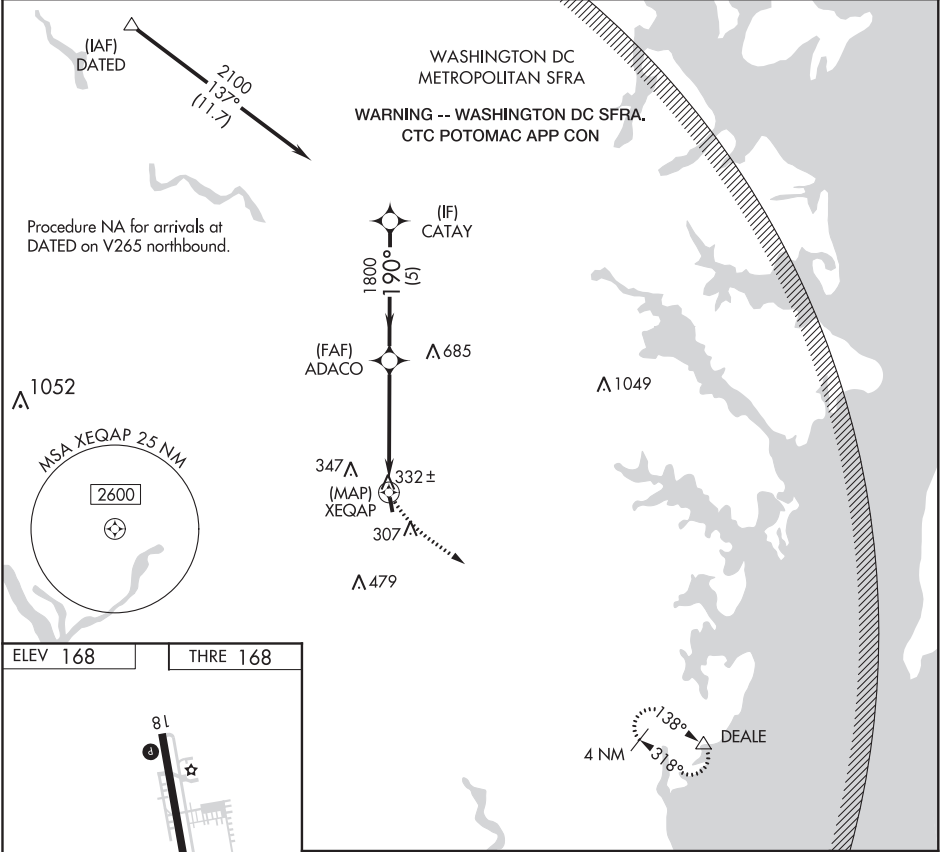 (IAF)
DATED
2100
137°
(11.7)
WASHINGTON DC
METROPOLITAN SFRA
WARNING -- WASHINGTON DC SFRA.
CTC POTOMAC APP CON
Procedure NA for arrivals at
DATED on V265 northbound.
(IF)
CATAY
1800
190°
(5)
(FAF)
ADACO
685
1052
1049
MSA XEQAP 25 NM
2600
347
332 ±
(MAP)
XEQAP
307
479
ELEV 168
THRE 168
18
P
138°
DEALE
4 NM
318°